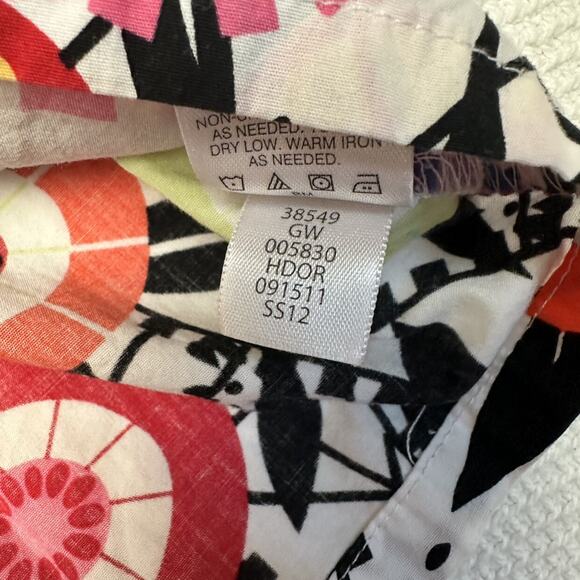 AS NEEDED.
DRY LOW. WARM IRON
AS NEEDED.
38549
GW
005830
HDOR
091511
SS12